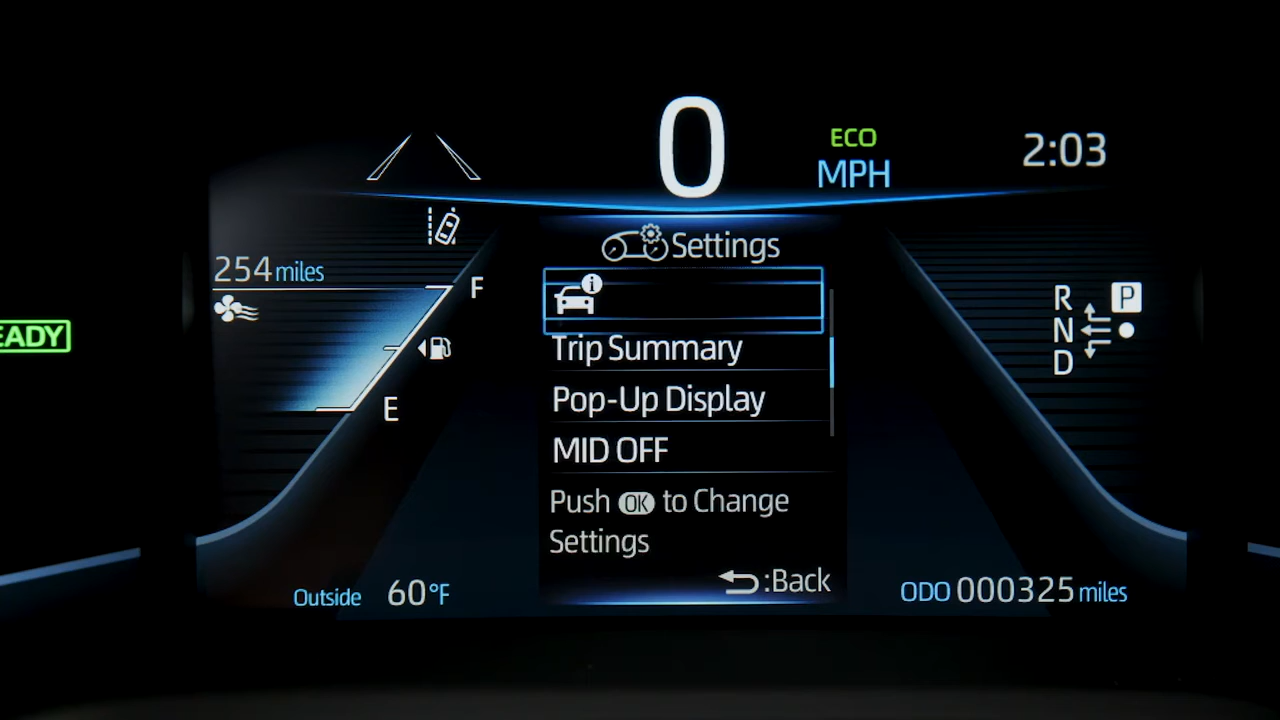 0
ECO
MPH
2:03
Settings
254 miles
F
E
i
Trip Summary
Pop-Up Display
MID OFF
Push OK to Change
Settings
:Back
R
N
D
P
EADY
Outside 60°F
ODO 000325 miles